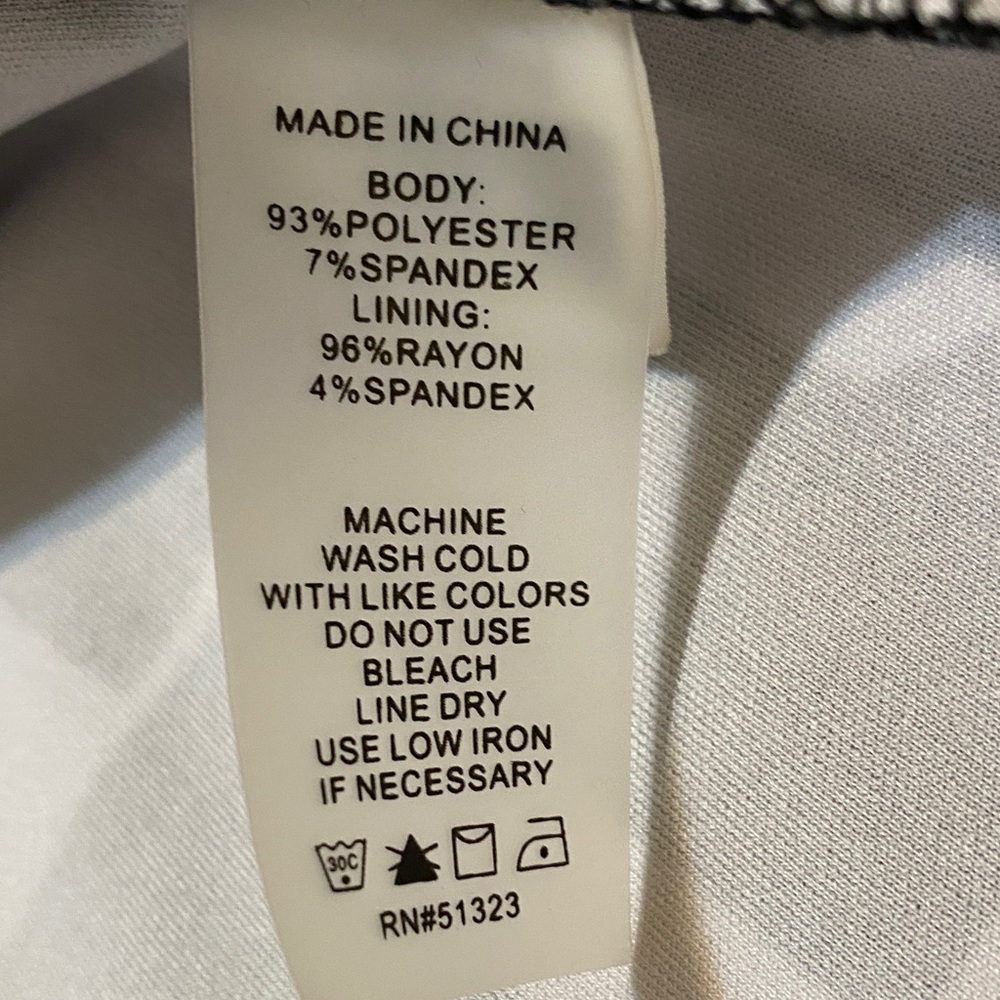 MADE IN CHINA
BODY:
93%POLYESTER
7%SPANDEX
LINING:
96%RAYON
4%SPANDEX
MACHINE
WASH COLD
WITH LIKE COLORS
DO NOT USE
BLEACH
LINE DRY
USE LOW IRON
IF NECESSARY
30C
RN#51323